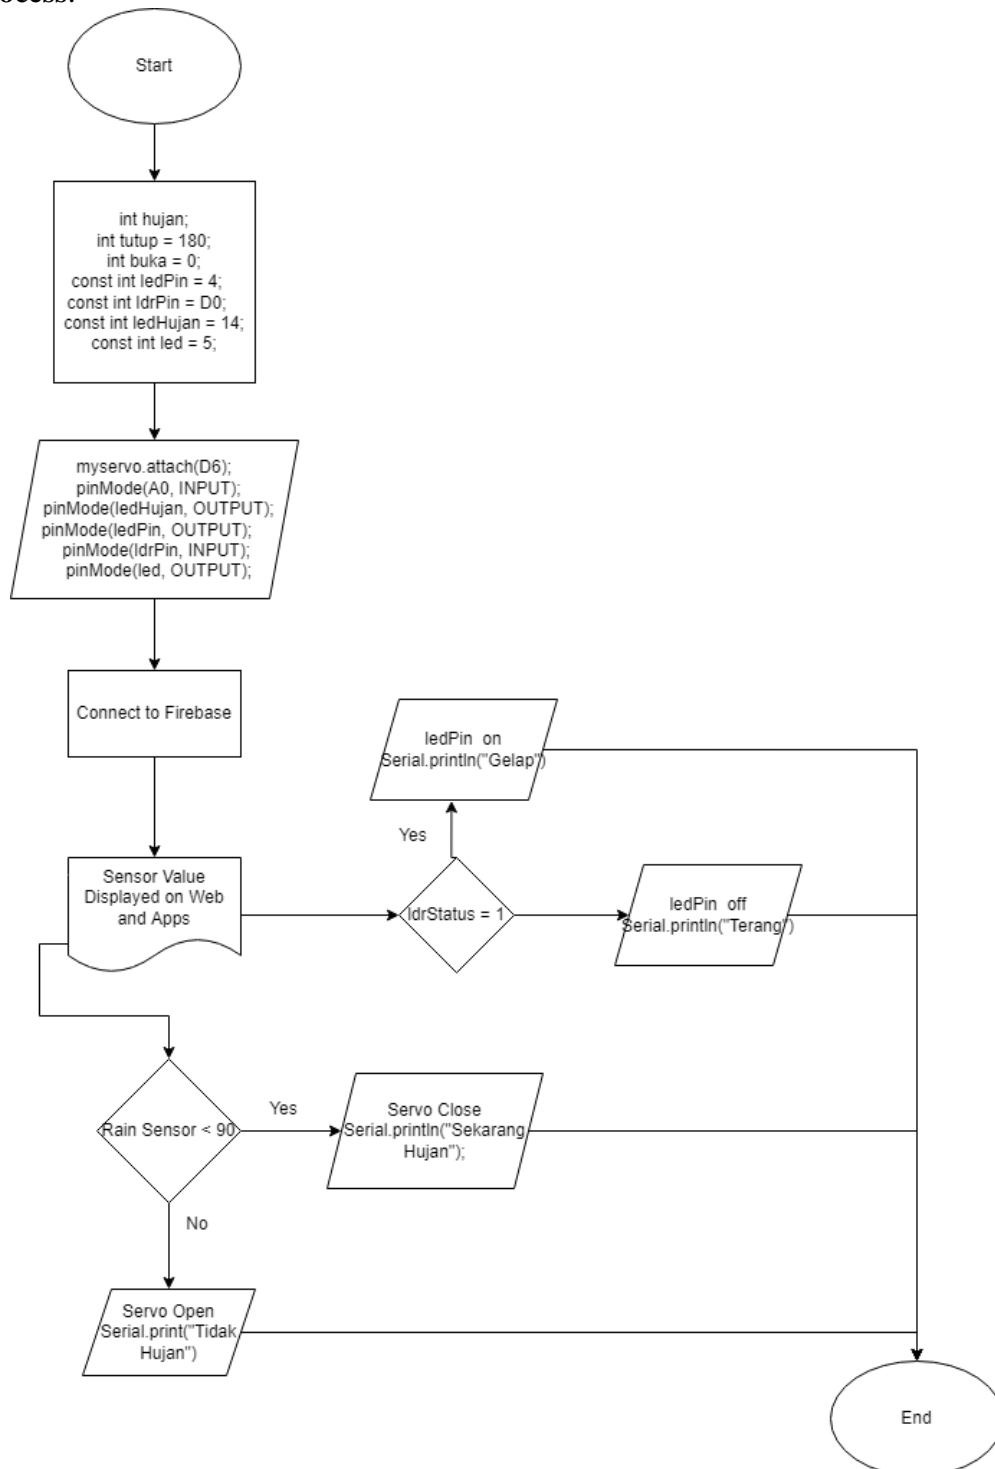 Start
int hujan;
int tutup = 180;
int buka = 0;
const int ledPin = 4;
const int ldrPin = D0;
const int ledHujan = 14;
const int led = 5;
myservo.attach(D6);
pinMode(A0, INPUT);
pinMode(ledHujan, OUTPUT);
pinMode(ledPin, OUTPUT);
pinMode(ldrPin, INPUT);
pinMode(led, OUTPUT);
Connect to Firebase
ledPin on
Serial.println("Gelap")
Yes
Sensor Value
Displayed on Web
and Apps
ldrStatus = 1
ledPin off
Serial.println("Terang")
Rain Sensor < 90
Yes
Servo Close
Serial.println("Sekarang
Hujan");
No
Servo Open
Serial.print("Tidak
Hujan")
End